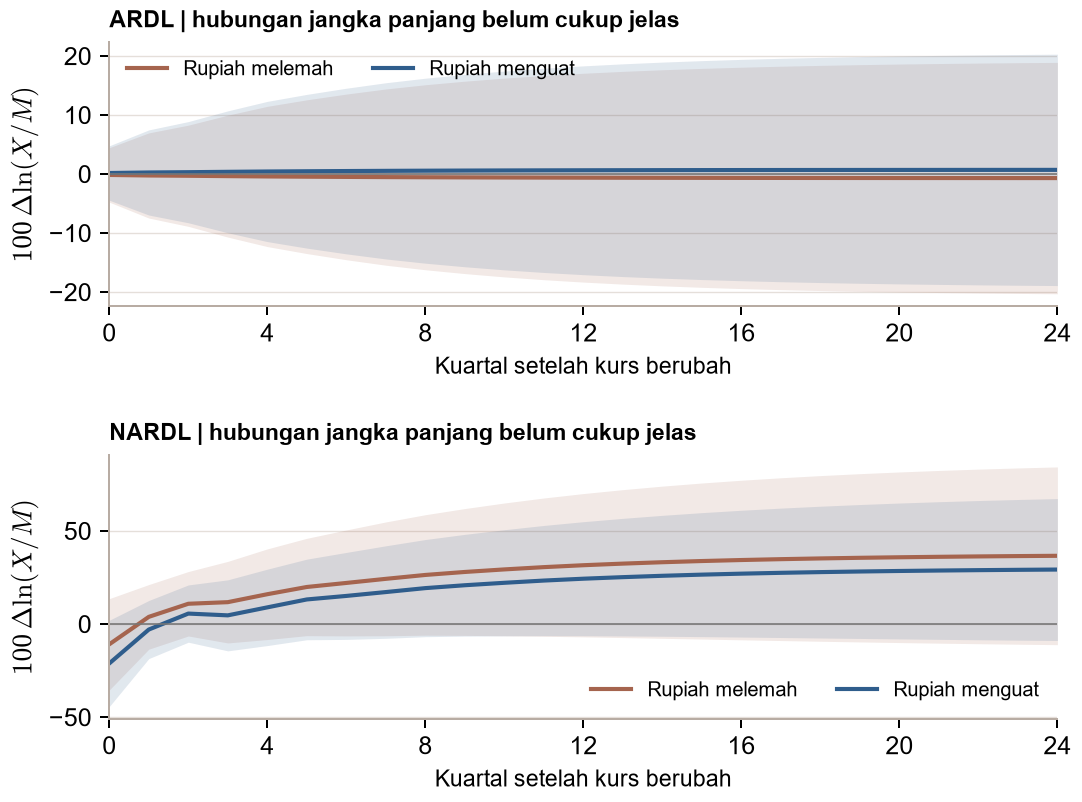 ARDL | hubungan jangka panjang belum cukup jelas
Rupiah melemah Rupiah menguat
100 Δln(X/M)
20
10
0
−10
−20
0 4 8 12 16 20 24
Kuartal setelah kurs berubah
NARDL | hubungan jangka panjang belum cukup jelas
100 Δln(X/M)
50
0
−50
Rupiah melemah Rupiah menguat
0 4 8 12 16 20 24
Kuartal setelah kurs berubah